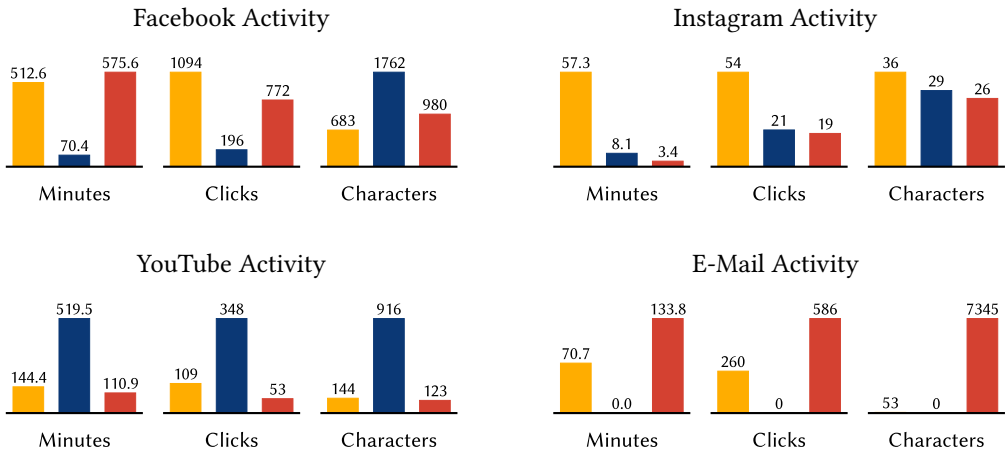 Facebook Activity
512.6 70.4 575.6
Minutes
1094 196 772
Clicks
683 1762 980
Characters
Instagram Activity
57.3 8.1 3.4
Minutes
54 21 19
Clicks
36 29 26
Characters
YouTube Activity
144.4 519.5 110.9
Minutes
109 348 53
Clicks
144 916 123
Characters
E-Mail Activity
70.7 0.0 133.8
Minutes
260 0 586
Clicks
53 0 7345
Characters